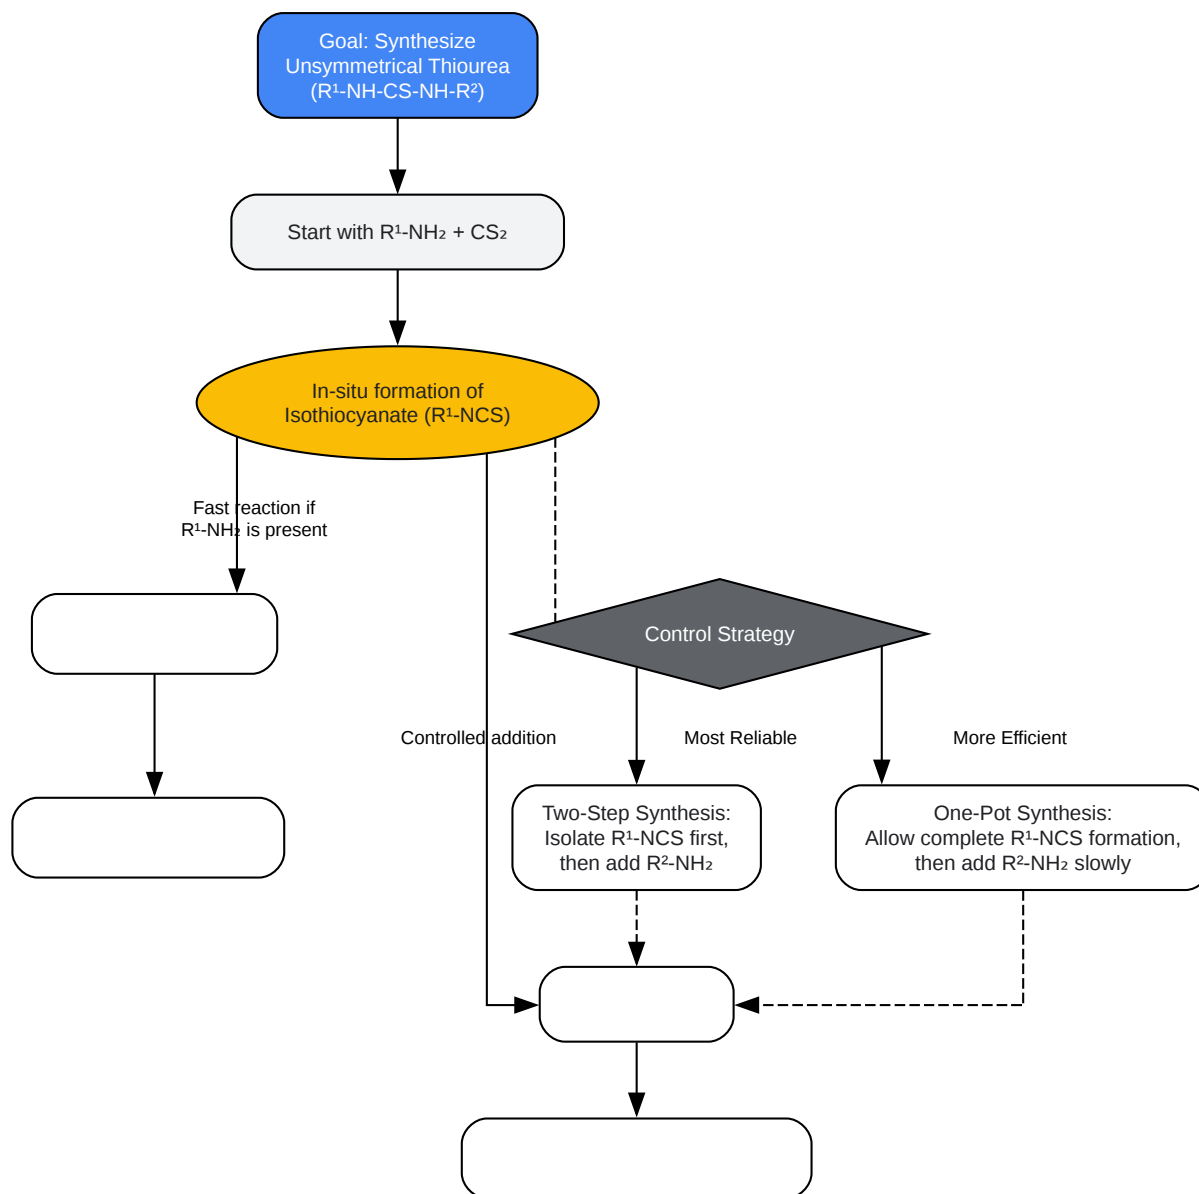 Goal: Synthesize
Unsymmetrical Thiourea
(R¹-NH-CS-NH-R²)
Start with R¹-NH₂ + CS₂
In-situ formation of
Isothiocyanate (R¹-NCS)
Fast reaction if
R¹-NH₂ is present
Control Strategy
Controlled addition
Most Reliable
More Efficient
Two-Step Synthesis:
Isolate R¹-NCS first,
then add R²-NH₂
One-Pot Synthesis:
Allow complete R¹-NCS formation,
then add R²-NH₂ slowly